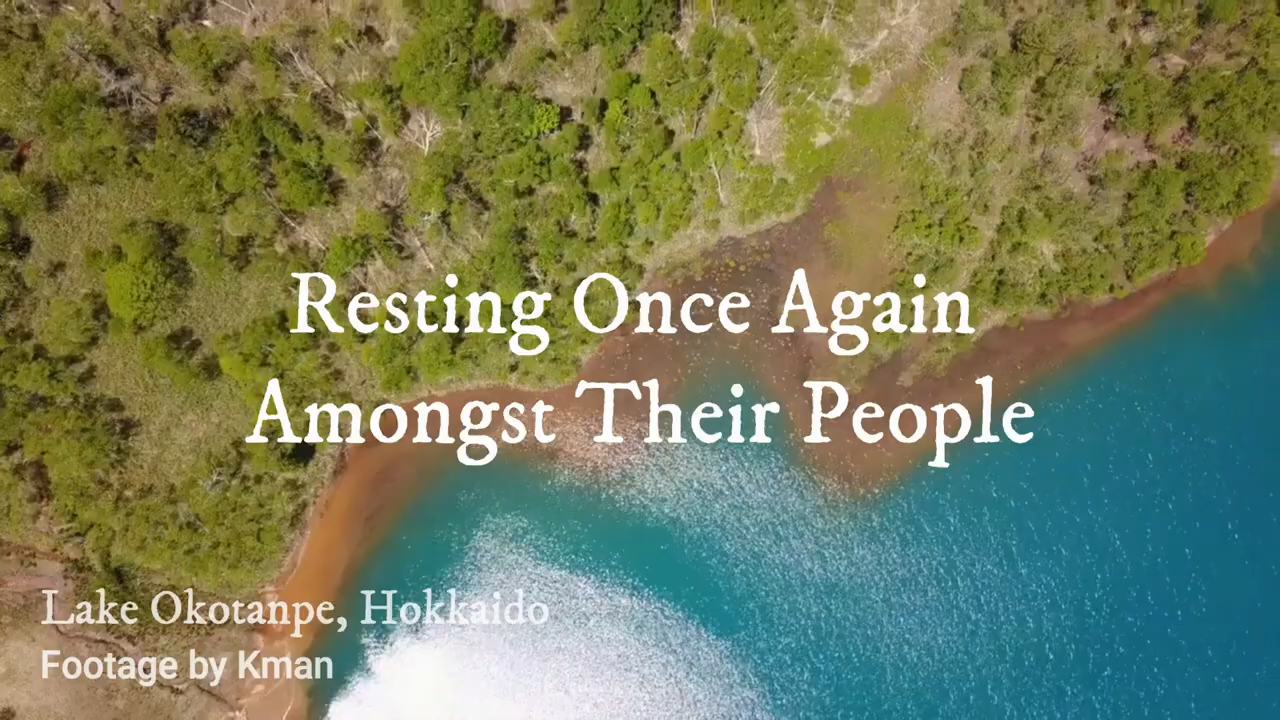 Resting Once Again
Amongst Their People
Lake Okotanpe, Hokkaido
Footage by Kman